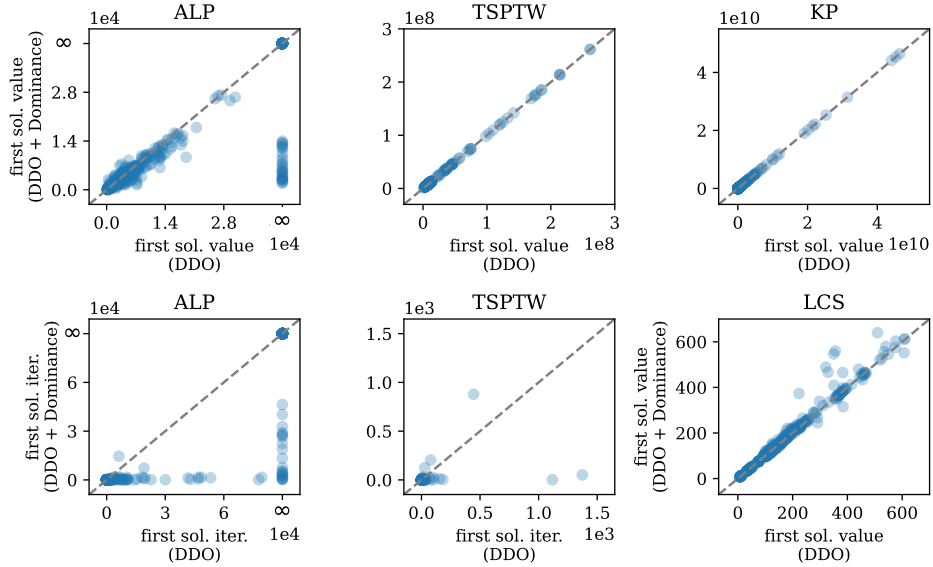 ALP
1e4
∞
2.8
1.4
0.0
first sol. value
(DDO + Dominance)
0.0 1.4 2.8 ∞
first sol. value 1e4
(DDO)
TSPTW
1e8
3
2
1
0
0 1 2 3
first sol. value 1e8
(DDO)
KP
1e10
4
2
0
0 2 4
first sol. value 1e10
(DDO)
ALP
1e4
∞
6
3
0
first sol. iter.
(DDO + Dominance)
0 3 6 ∞
first sol. iter. 1e4
(DDO)
TSPTW
1e3
1.5
1.0
0.5
0.0
0.0 0.5 1.0 1.5
first sol. iter. 1e3
(DDO)
LCS
600
400
200
0
first sol. value
(DDO + Dominance)
0 200 400 600
first sol. value
(DDO)